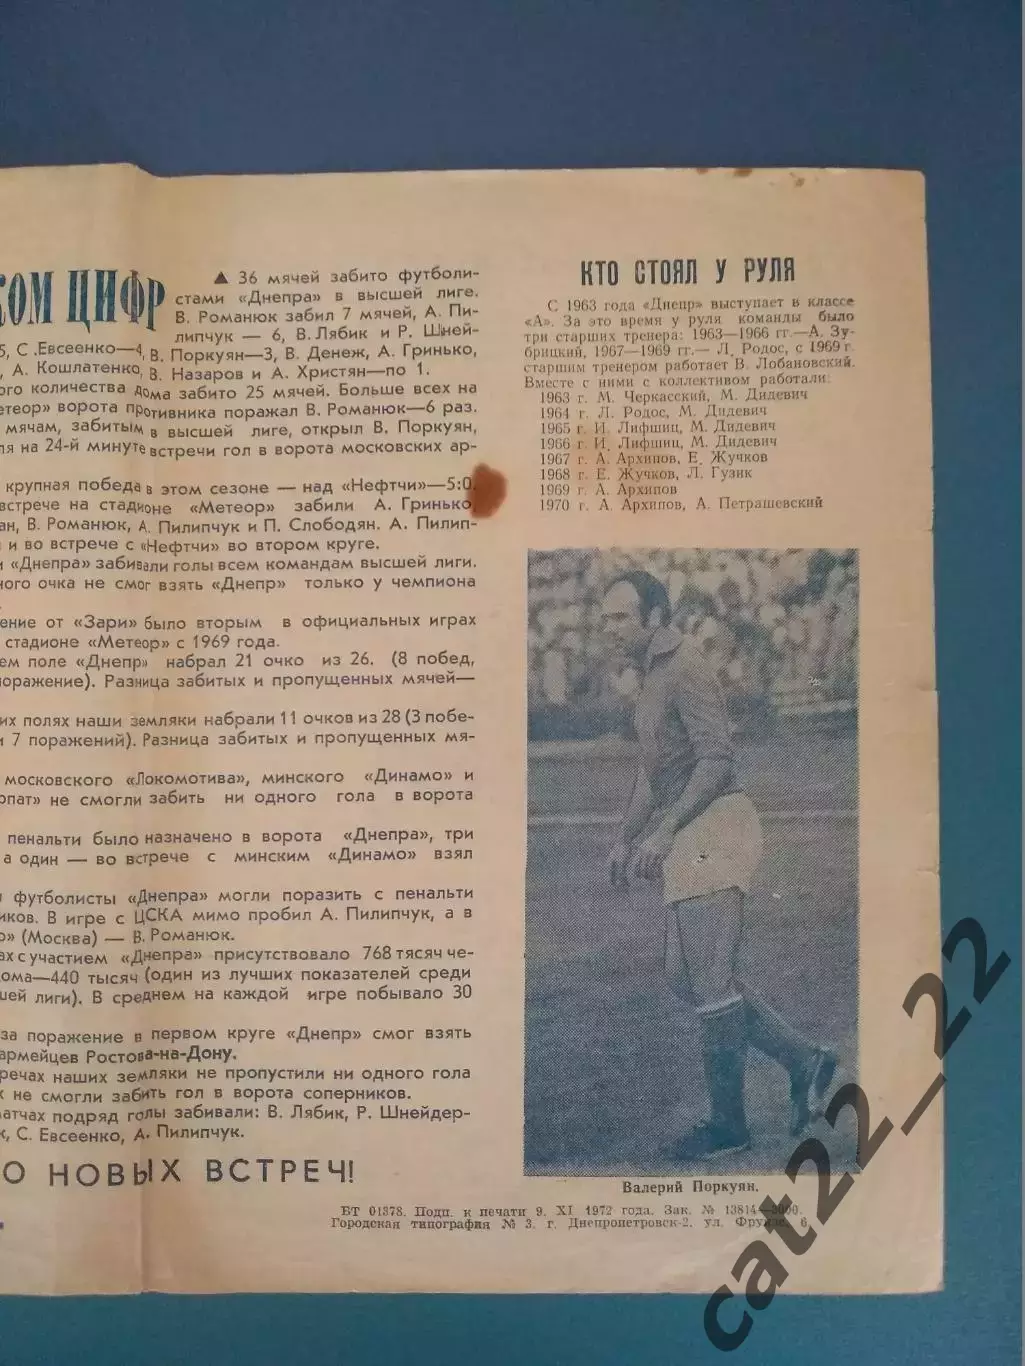 КОМ ЦИФР
▲ 36 мячей забито футболи-
стами «Днепра» в высшей лиге.
В. Романюк забил 7 мячей, А. Пи-
липчук — 6, В. Лябик и Р. Шней-
5, С .Евсеенко—4, В. Поркуян—3, В. Денеж, А. Гринько,
, А. Кошлатенко, В. Назаров и А. Христян—по 1.
ого количества дома забито 25 мячей. Больше всех на
етеор» ворота противника поражал В. Романюк—6 раз.
мячам, забитым в высшей лиге, открыл В. Поркуян,
ля на 24-й минуте встречи гол в ворота московских ар-
крупная победа в этом сезоне — над «Нефтчи»—5:0.
встрече на стадионе «Метеор» забили А. Гринько,
ан, В. Романюк, А. Пилипчук и П. Слободян. А. Пилип-
и во встрече с «Нефтчи» во втором круге.
и «Днепра» забивали голы всем командам высшей лиги.
ного очка не смог взять «Днепр» только у чемпиона
ение от «Зари» было вторым в официальных играх
стадионе «Метеор» с 1969 года.
ем поле «Днепр» набрал 21 очко из 26. (8 побед,
поражение). Разница забитых и пропущенных мячей—
их полях наши земляки набрали 11 очков из 28 (3 побе-
и 7 поражений). Разница забитых и пропущенных мя-
московского «Локомотива», минского «Динамо» и
рпат» не смогли забить ни одного гола в ворота
пенальти было назначено в ворота «Днепра», три
а один — во встрече с минским «Динамо» взял
и футболисты «Днепра» могли поразить с пенальти
иков. В игре с ЦСКА мимо пробил А. Пилипчук, а в
о» (Москва) — В. Романюк.
ах с участием «Днепра» присутствовало 768 тысяч че-
дома—440 тысяч (один из лучших показателей среди
шей лиги). В среднем на каждой игре побывало 30
за поражение в первом круге «Днепр» смог взять
армейцев Ростова-на-Дону.
речах наших земляки не пропустили ни одного гола
х не смогли забить гол в ворота соперников.
матчах подряд голы забивали: В. Лябик, Р. Шнейдер-
к, С. Евсеенко, А. Пилипчук.
О НОВЫХ ВСТРЕЧ!
КТО СТОЯЛ У РУЛЯ
С 1963 года «Днепр» выступает в классе
«А». За это время у руля команды было
три старших тренера: 1963—1966 гг.—А. Зу-
брицкий, 1967—1969 гг.— Л. Родос, с 1969 г.
старшим тренером работает В. Лобановский.
Вместе с ними с коллективом работали:
1963 г. М. Черкасский, М. Дидевич
1964 г. Л. Родос, М. Дидевич
1965 г. И. Лифшиц, М. Дидевич
1966 г. И. Лифшиц, М. Дидевич
1967 г. А. Архипов, Е. Жучков
1968 г. Е. Жучков, Л. Гузик
1969 г. А. Архипов
1970 г. А. Архипов, А. Петрашевский
Валерий Поркуян.
БТ 01378. Подп. к печати 9. XI 1972 года. Зак. № 13814—3000.
Городская типография № 3. г. Днепропетровск-2. ул. Фрунзе, 6.
cat22_22